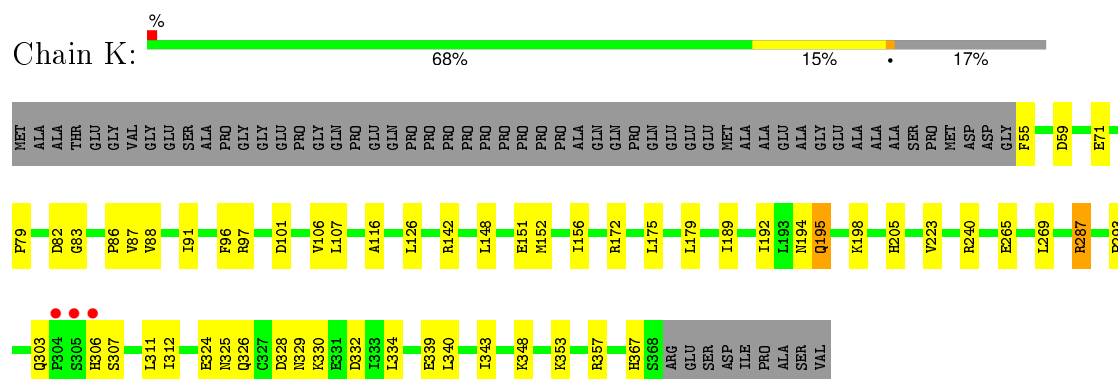 %
Chain K:
68% 15% • 17%
MET ALA ALA THR GLU GLY VAL GLY GLU SER ALA PRO GLY GLY GLU PRO GLY GLN PRO GLU GLN PRO PRO PRO PRO PRO PRO PRO PRO PRO ALA GLN GLN PRO GLN GLU GLU GLU MET ALA ALA GLU ALA GLY GLU ALA ALA ALA SER PRO MET ASP ASP GLY F55 D59 E71
F79 D82 G83 P86 V87 V88 I91 F96 R97 D101 V106 L107 A116 L126 R142 L148 E151 M152 I156 R172 L175 L179 I189 I192 L193 N194 Q195 K198 H205 V223 R240 E265 L269 R287
Q303 P304 S305 H306 S307 L311 I312 E324 N325 Q326 C327 D328 N329 K330 E331 D332 I333 L334 E339 L340 I343 K348 K353 R357 H367 S368 ARG GLU SER ASP ILE PRO ALA SER VAL